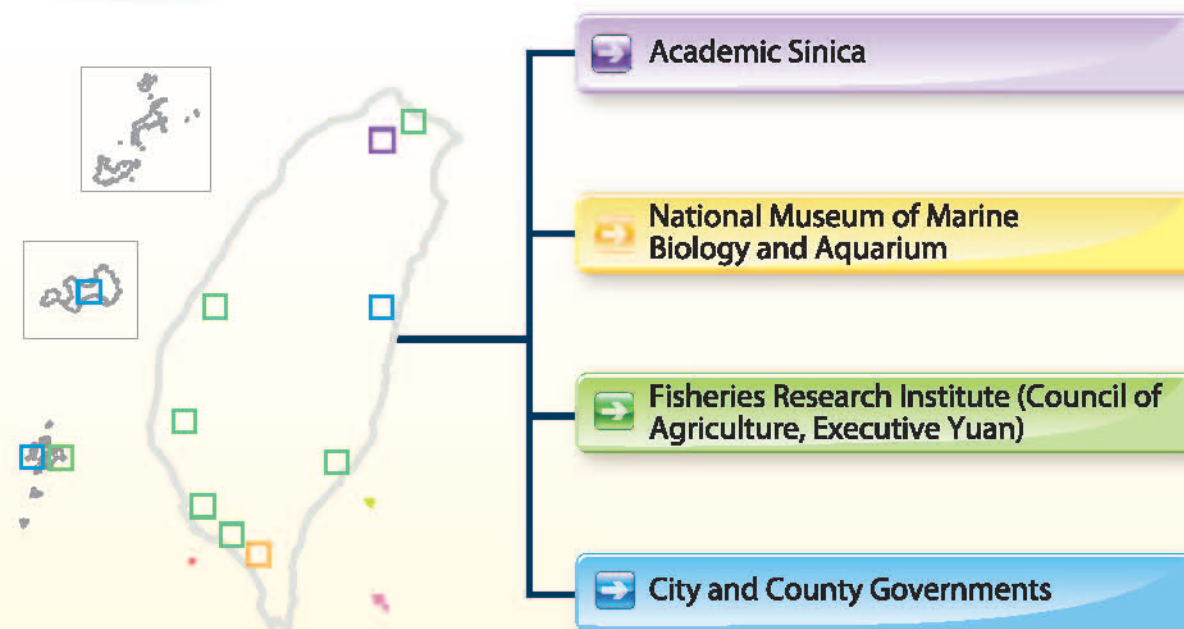 Academic Sinica
National Museum of Marine
Biology and Aquarium
Fisheries Research Institute (Council of
Agriculture, Executive Yuan)
City and County Governments